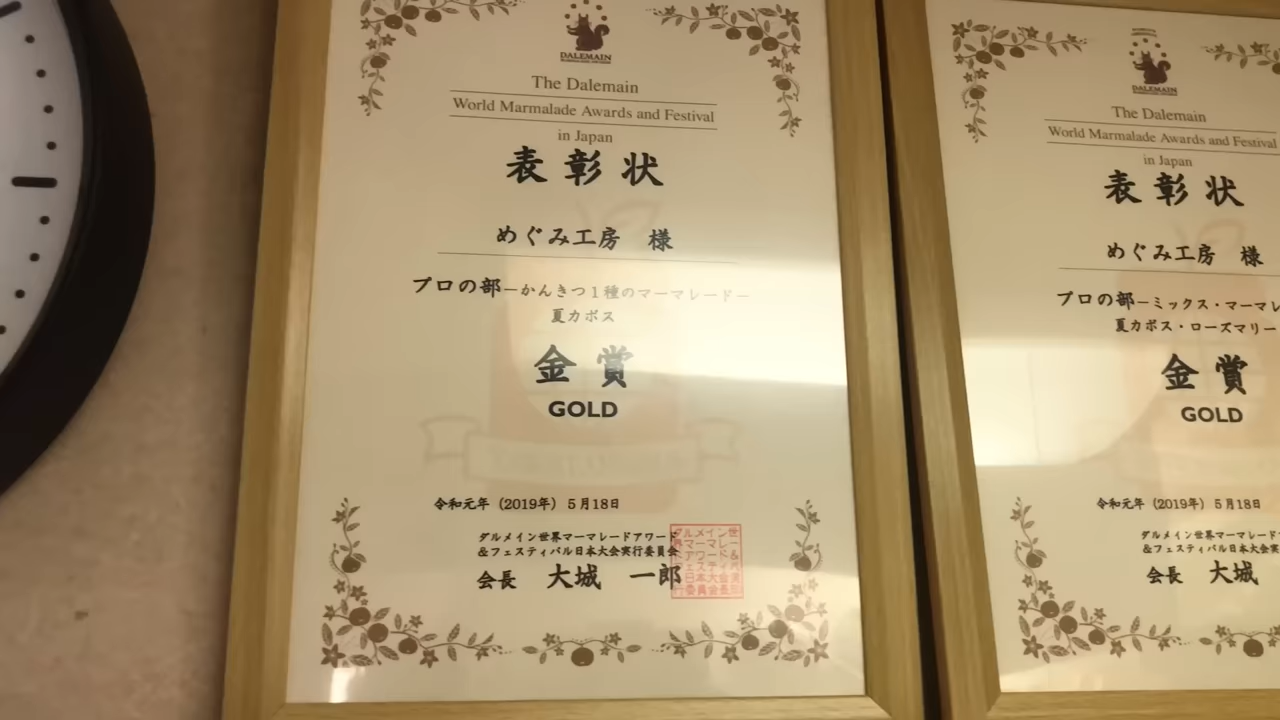 DALEMAIN
The Dalemain
World Marmalade Awards and Festival
in Japan
表彰状
めぐみ工房 様
プロの部－かんきつ1種のマーマレード－
夏カボス
金賞
GOLD
令和元年（2019年）5月18日
ダルメイン世界マーマレードアワード
&フェスティバル日本大会実行委員会
会長 大城 一郎
DALEMAIN
The Dalemain
World Marmalade Awards and Festival
in Japan
表彰状
めぐみ工房 様
プロの部－ミックス・マーマレ
夏カボス・ローズマリー
金賞
GOLD
令和元年（2019年）5月18日
ダルメイン世界マーマレードア
&フェスティバル日本大会実
会長 大城